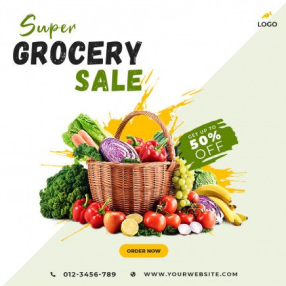 Super
GROCERY
SALE
LOGO
GET UP TO
50%
OFF
ORDER NOW
012-3456-789
WWW.YOURWEBSITE.COM